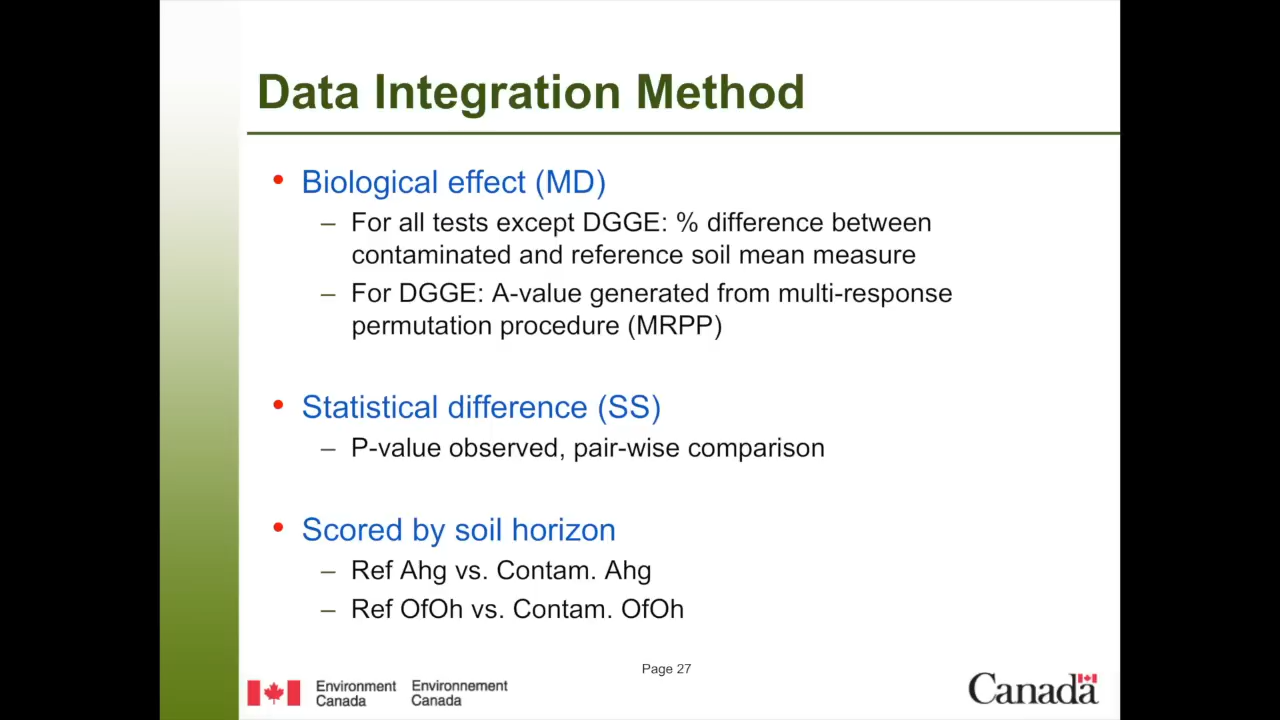 Data Integration Method
• Biological effect (MD)
– For all tests except DGGE: % difference between
contaminated and reference soil mean measure
– For DGGE: A-value generated from multi-response
permutation procedure (MRPP)
• Statistical difference (SS)
– P-value observed, pair-wise comparison
• Scored by soil horizon
– Ref Ahg vs. Contam. Ahg
– Ref OfOh vs. Contam. OfOh
Page 27
Environment Canada
Environnement Canada
Canada